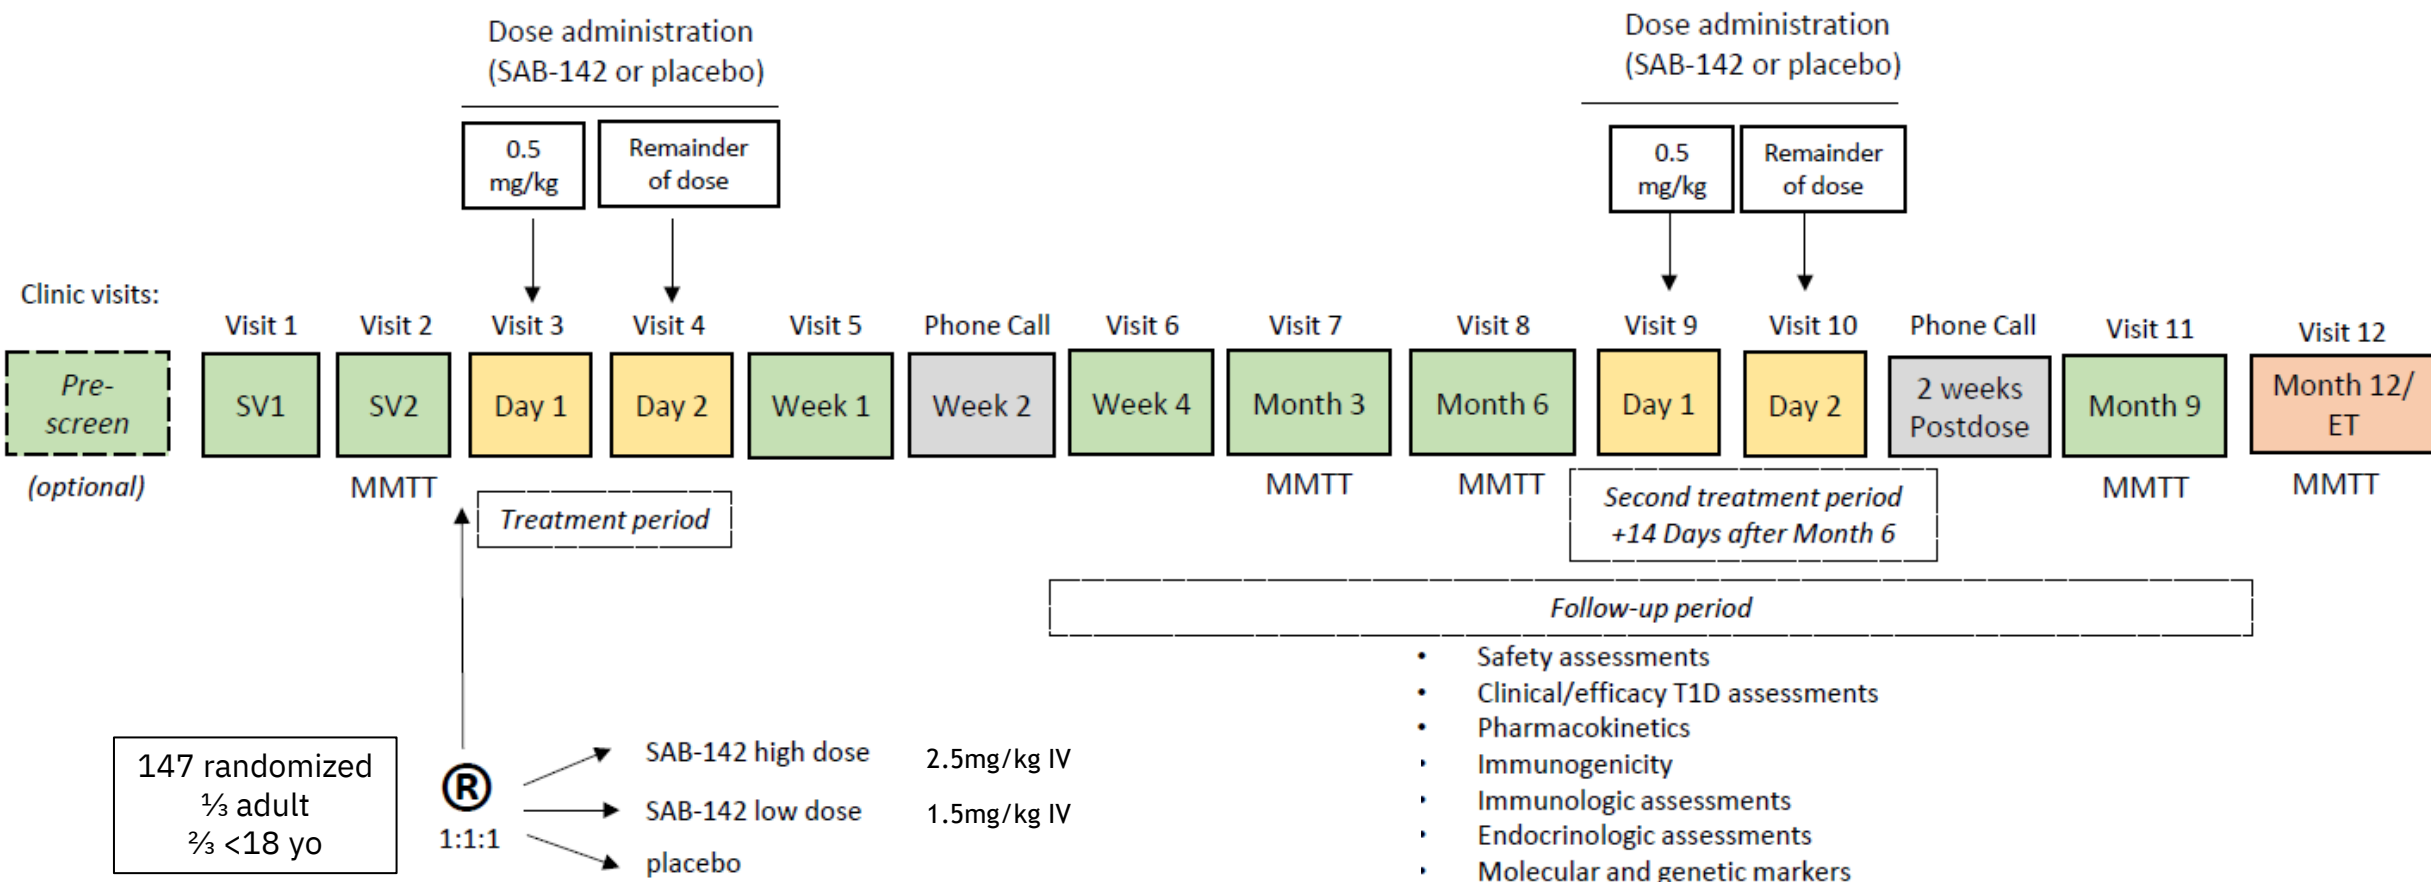 Dose administration
(SAB-142 or placebo)
0.5
mg/kg
Remainder
of dose
Dose administration
(SAB-142 or placebo)
0.5
mg/kg
Remainder
of dose
Clinic visits:
Visit 1
Visit 2
Visit 3
Visit 4
Visit 5
Phone Call
Visit 6
Visit 7
Visit 8
Visit 9
Visit 10
Phone Call
Visit 11
Visit 12
Pre-
screen
SV1
SV2
Day 1
Day 2
Week 1
Week 2
Week 4
Month 3
Month 6
Day 1
Day 2
2 weeks
Postdose
Month 9
Month 12/
ET
(optional)
MMTT
MMTT
MMTT
MMTT
MMTT
Treatment period
Second treatment period
+14 Days after Month 6
Follow-up period
• Safety assessments
• Clinical/efficacy T1D assessments
• Pharmacokinetics
• Immunogenicity
• Immunologic assessments
• Endocrinologic assessments
• Molecular and genetic markers
147 randomized
⅓ adult
⅔ <18 yo
®
1:1:1
SAB-142 high dose 2.5mg/kg IV
SAB-142 low dose 1.5mg/kg IV
placebo